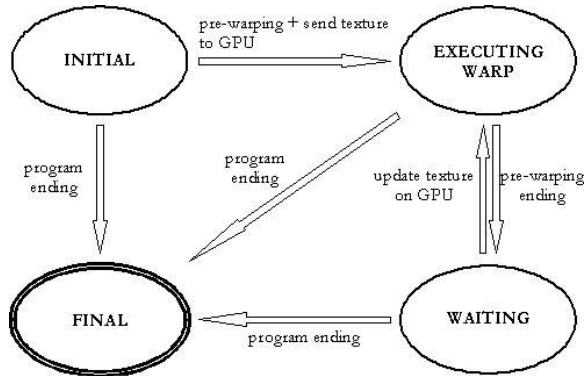 INITIAL
pre-warping + send texture
to GPU
EXECUTING
WARP
program
ending
program
ending
update texture
on GPU
pre-warping
ending
FINAL
program ending
WAITING